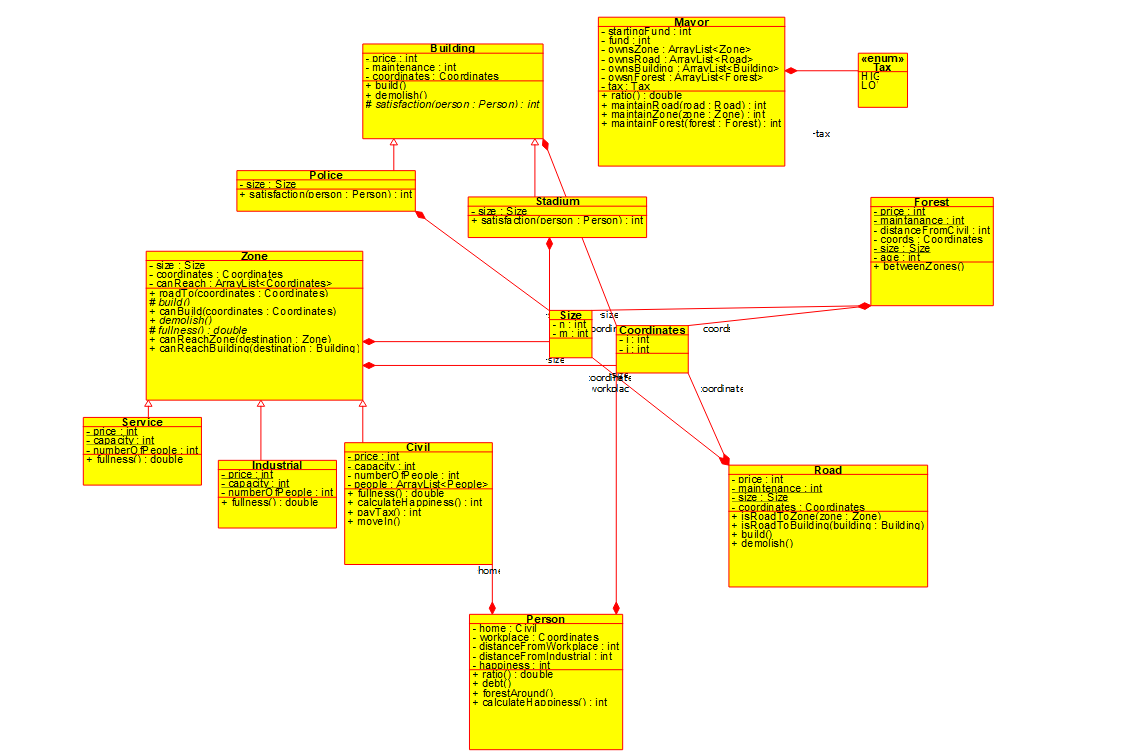 Building
- price : int
- maintenance : int
- coordinates : Coordinates
+ build()
+ demolish()
# satisfaction(person : Person) : int
Mayor
- startingFund : int
- fund : int
- ownsZone : ArrayList<Zone>
- ownsRoad : ArrayList<Road>
- ownsBuilding : ArrayList<Building>
- owsnForest : ArrayList<Forest>
- tax : Tax
+ ratio() : double
+ maintainRoad(road : Road) : int
+ maintainZone(zone : Zone) : int
+ maintainForest(forest : Forest) : int
«enum»
Tax
HIG
LO
-tax
Police
- size : Size
+ satisfaction(person : Person) : int
Stadium
- size : Size
+ satisfaction(person : Person) : int
Forest
- price : int
- maintanance : int
- distanceFromCivil : int
- coords : Coordinates
- size : Size
- age : int
+ betweenZones()
Zone
- size : Size
- coordinates : Coordinates
- canReach : ArrayList<Coordinates>
+ roadTo(coordinates : Coordinates)
# build()
+ canBuild(coordinates : Coordinates)
+ demolish()
# fullness() : double
+ canReachZone(destination : Zone)
+ canReachBuilding(destination : Building)
Size
- n : int
- m : int
-size
coordi
Coordinates
- i : int
- j : int
coords
-size
coordinate
workplac
coordinate
Service
- price : int
- capacity : int
- numberOfPeople : int
+ fullness() : double
Industrial
- price : int
- capacity : int
- numberOfPeople : int
+ fullness() : double
Civil
- price : int
- capacity : int
- numberOfPeople : int
- people : ArrayList<People>
+ fullness() : double
+ calculateHappiness() : int
+ payTax() : int
+ moveIn()
home
Road
- price : int
- maintenance : int
- size : Size
- coordinates : Coordinates
+ isRoadToZone(zone : Zone)
+ isRoadToBuilding(building : Building)
+ build()
+ demolish()
Person
- home : Civil
- workplace : Coordinates
- distanceFromWorkplace : int
- distanceFromIndustrial : int
- happiness : int
+ ratio() : double
+ debt()
+ forestAround()
+ calculateHappiness() : int